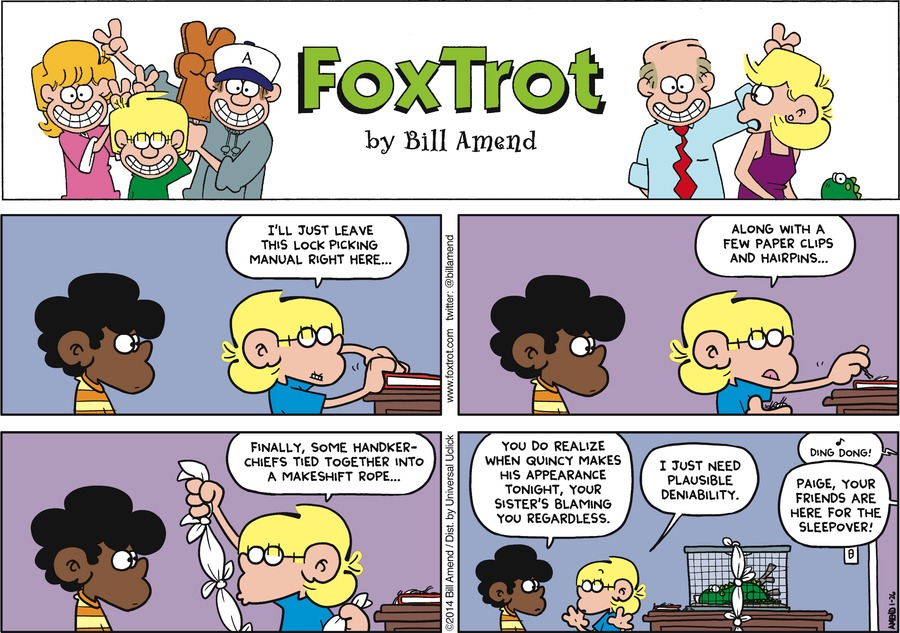 A
FoxTrot
by Bill Amend
I'LL JUST LEAVE
THIS LOCK PICKING
MANUAL RIGHT HERE...
www.foxtrot.com twitter: @billamend
ALONG WITH A
FEW PAPER CLIPS
AND HAIRPINS...
FINALLY, SOME HANDKER-
CHIEFS TIED TOGETHER INTO
A MAKESHIFT ROPE...
©2014 Bill Amend / Dist. by Universal Uclick
YOU DO REALIZE
WHEN QUINCY MAKES
HIS APPEARANCE
TONIGHT, YOUR
SISTER'S BLAMING
YOU REGARDLESS.
I JUST NEED
PLAUSIBLE
DENIABILITY.
♪
DING DONG!
PAIGE, YOUR
FRIENDS ARE
HERE FOR THE
SLEEPOVER!
AMEND 1-26